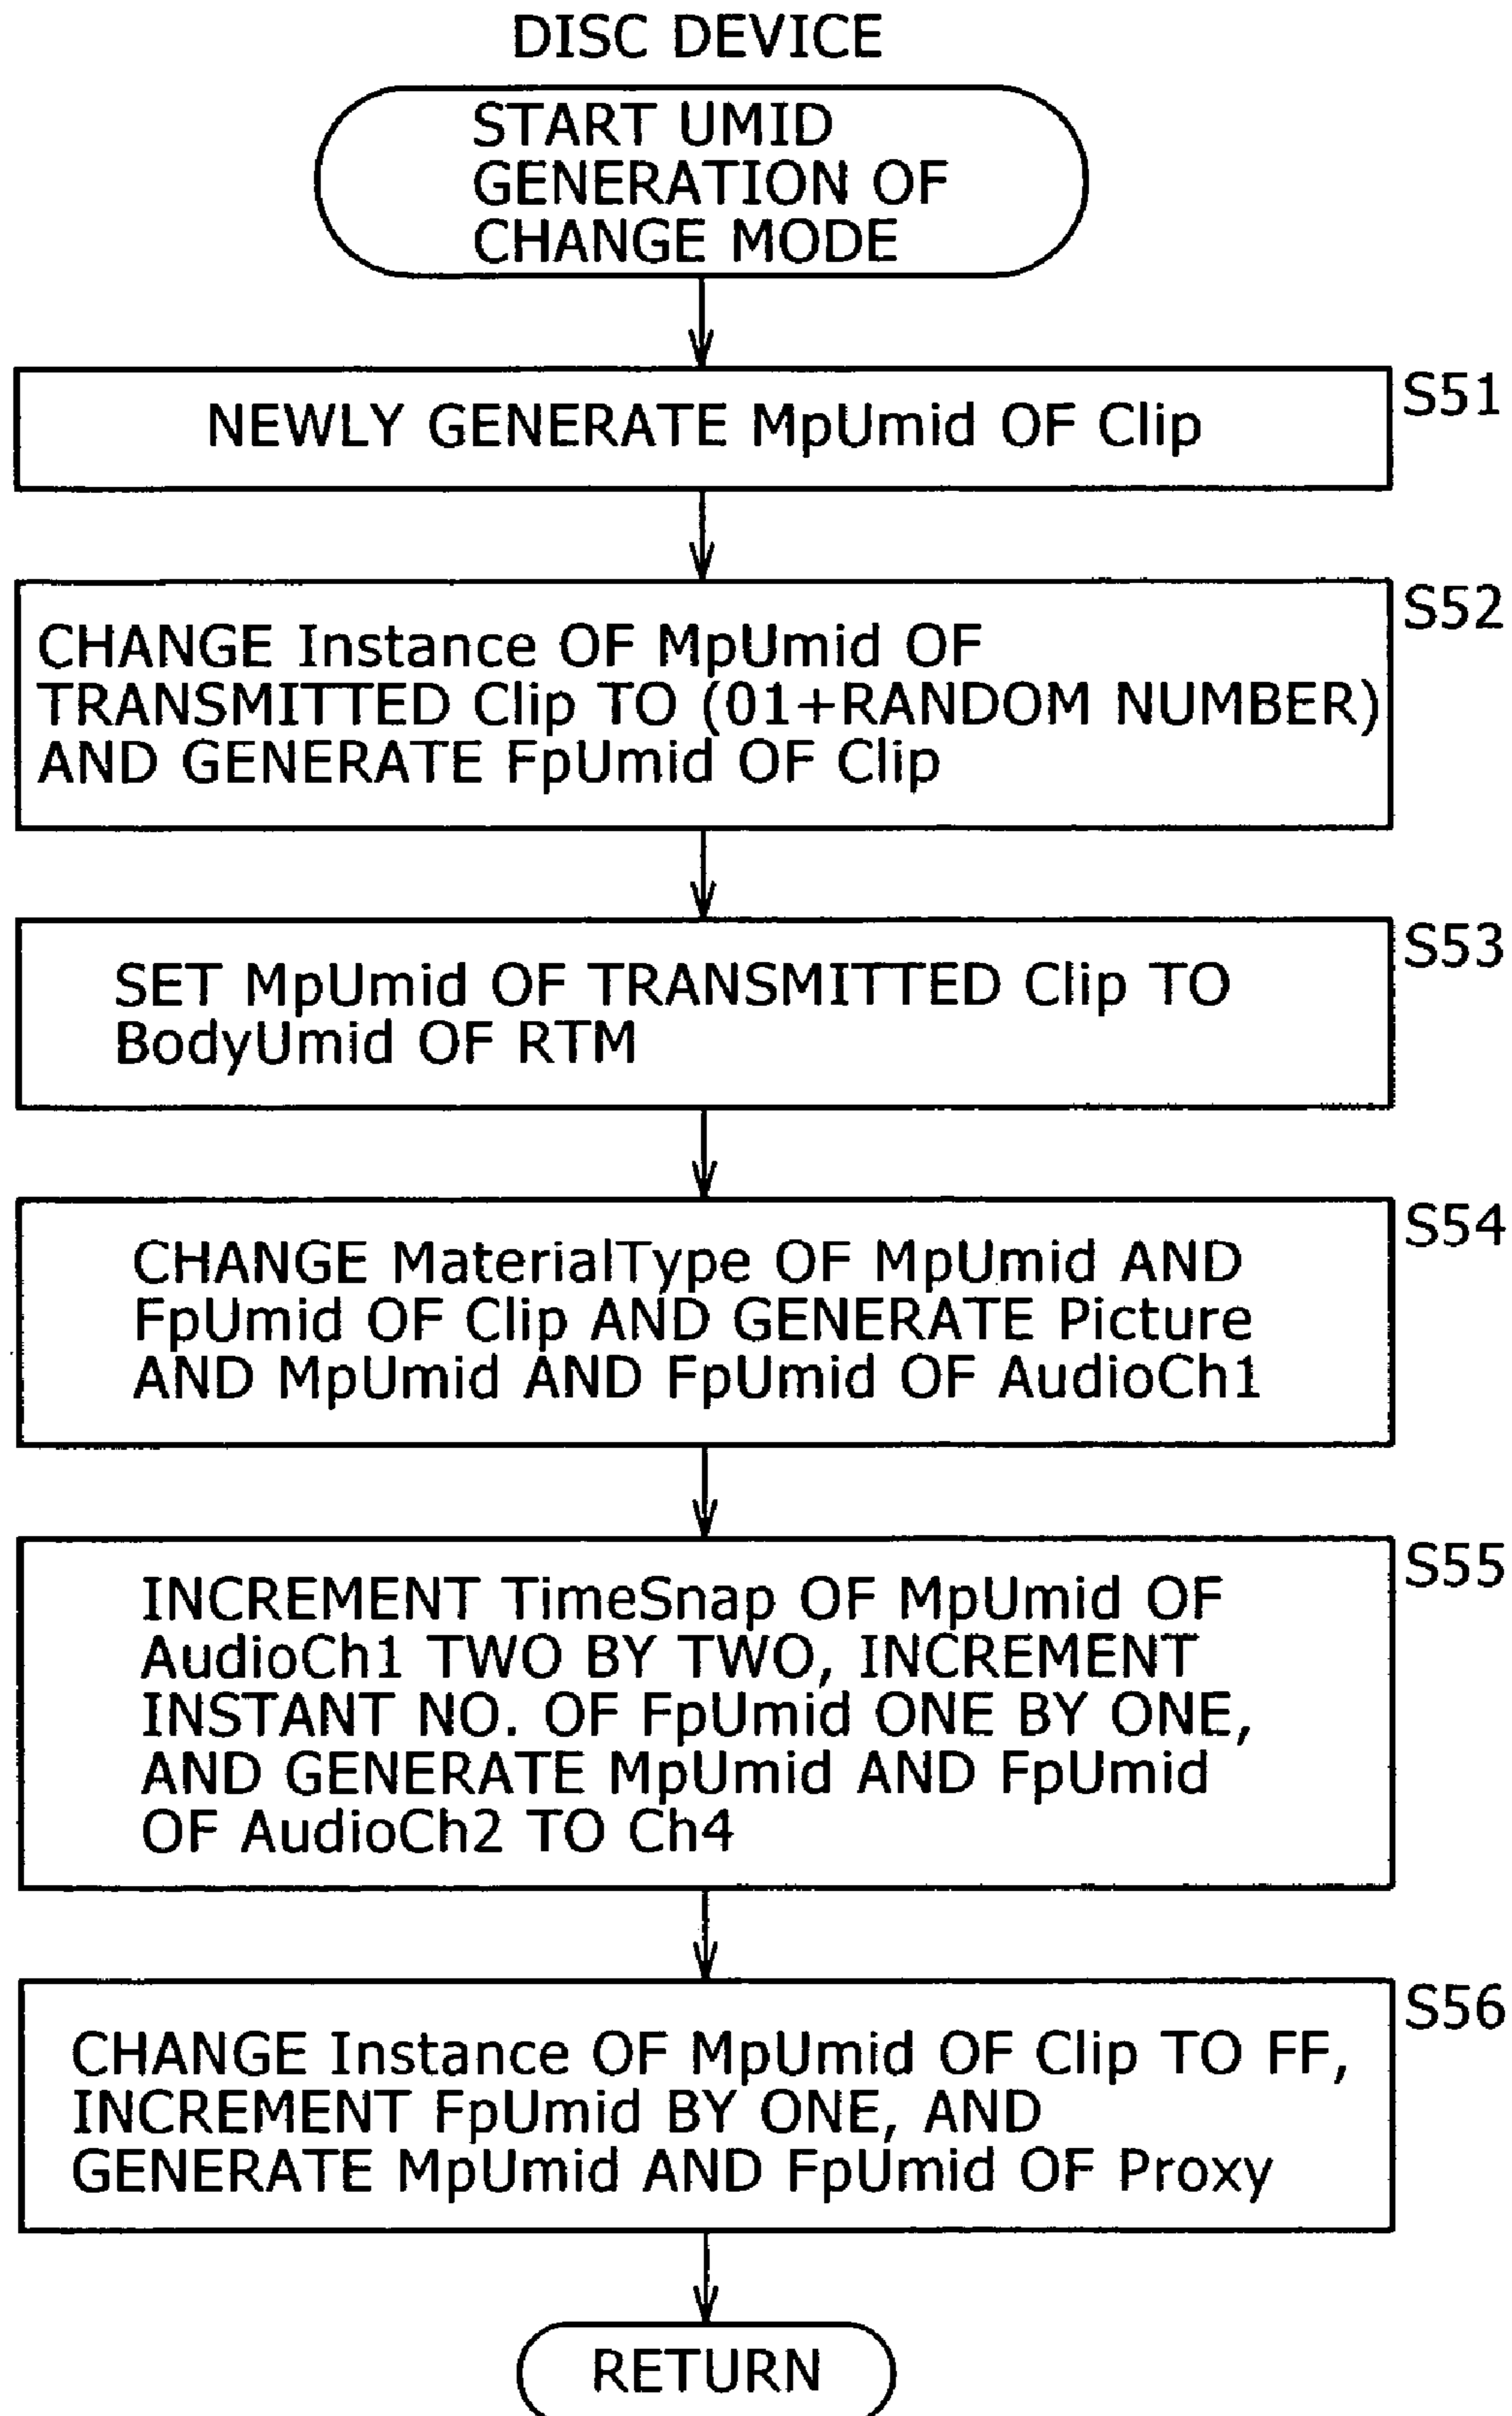 DISC DEVICE
START UMID
GENERATION OF
CHANGE MODE
NEWLY GENERATE MpUmid OF Clip
S51
CHANGE Instance OF MpUmid OF
TRANSMITTED Clip TO (01+RANDOM NUMBER)
AND GENERATE FpUmid OF Clip
S52
SET MpUmid OF TRANSMITTED Clip TO
BodyUmid OF RTM
S53
CHANGE MaterialType OF MpUmid AND
FpUmid OF Clip AND GENERATE Picture
AND MpUmid AND FpUmid OF AudioCh1
S54
INCREMENT TimeSnap OF MpUmid OF
AudioCh1 TWO BY TWO, INCREMENT
INSTANT NO. OF FpUmid ONE BY ONE,
AND GENERATE MpUmid AND FpUmid
OF AudioCh2 TO Ch4
S55
CHANGE Instance OF MpUmid OF Clip TO FF,
INCREMENT FpUmid BY ONE, AND
GENERATE MpUmid AND FpUmid OF Proxy
S56
RETURN